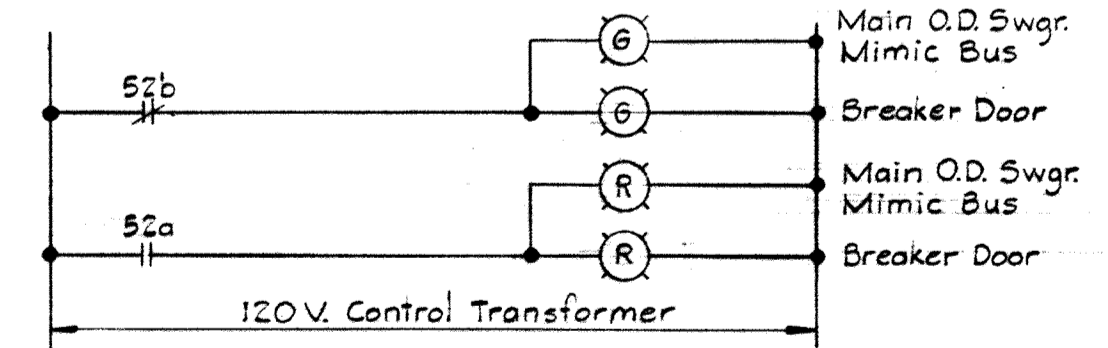 Main O.D. Swgr.
Mimic Bus
G
52b
G
Breaker Door
R
Main O.D. Swgr.
Mimic Bus
52a
R
Breaker Door
120 V. Control Transformer